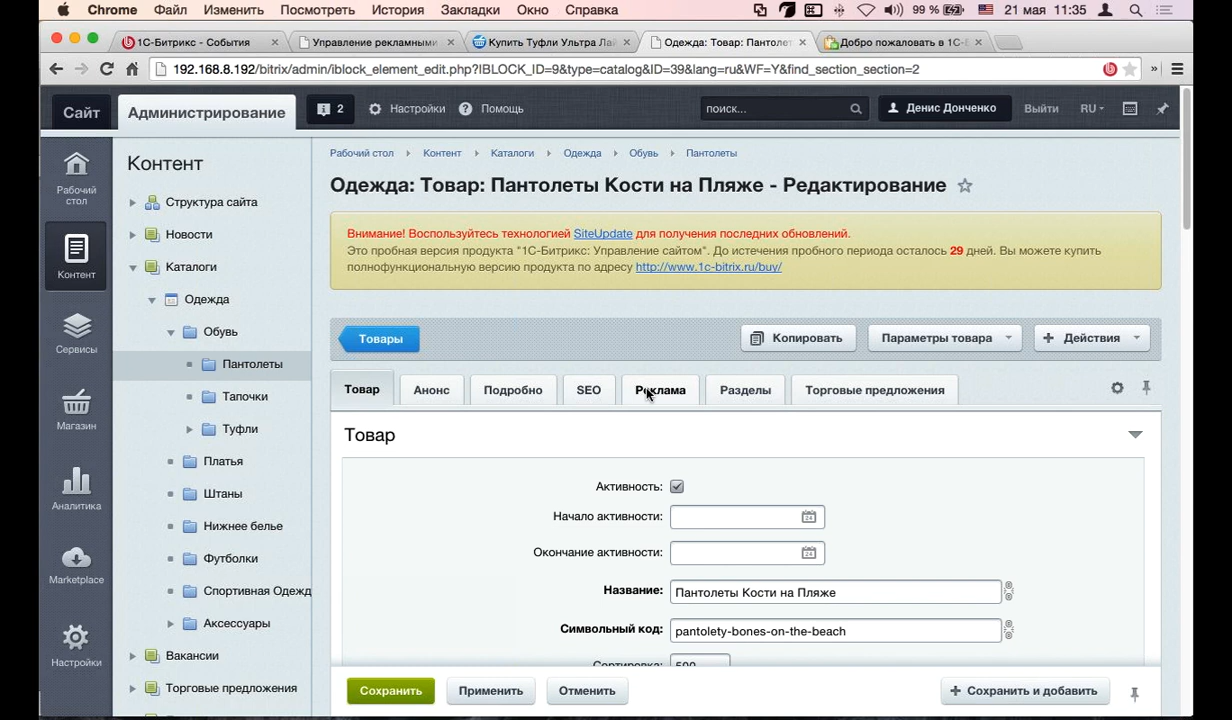 Chrome Файл Изменить Посмотреть История Закладки Окно Справка 99 % 21 мая 11:35
1С-Битрикс - События
Управление рекламными
Купить Туфли Ультра Лай
Одежда: Товар: Пантолет
Добро пожаловать в 1С-Б
192.168.8.192/bitrix/admin/iblock_element_edit.php?IBLOCK_ID=9&type=catalog&ID=39&lang=ru&WF=Y&find_section_section=2 »
Сайт Администрирование 2 Настройки Помощь поиск... Денис Донченко Выйти RU
Рабочий стол
Контент
Сервисы
Магазин
Аналитика
Marketplace
Настройки
Контент
Структура сайта
Новости
Каталоги
Одежда
Обувь
Пантолеты
Тапочки
Туфли
Платья
Штаны
Нижнее белье
Футболки
Спортивная Одежд
Аксессуары
Вакансии
Торговые предложения
Рабочий стол Контент Каталоги Одежда Обувь Пантолеты
Одежда: Товар: Пантолеты Кости на Пляже - Редактирование
Внимание! Воспользуйтесь технологией SiteUpdate для получения последних обновлений.
Это пробная версия продукта "1С-Битрикс: Управление сайтом". До истечения пробного периода осталось 29 дней. Вы можете купить
полнофункциональную версию продукта по адресу http://www.1c-bitrix.ru/buy/
Товары Копировать Параметры товара + Действия
Товар Анонс Подробно SEO Реклама Разделы Торговые предложения
Товар
Активность:
Начало активности: 24
Окончание активности: 24
Название: Пантолеты Кости на Пляже
Символьный код: pantolety-bones-on-the-beach
Сортировка: 500
Сохранить Применить Отменить + Сохранить и добавить